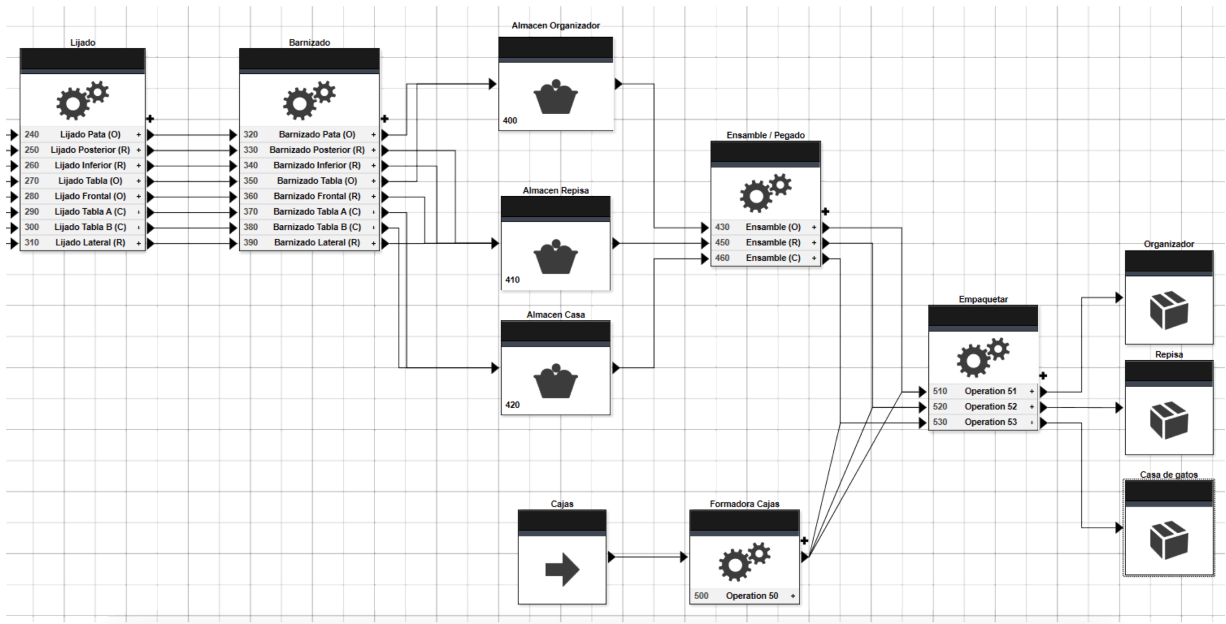 Lijado
240 Lijado Pata (O) +
250 Lijado Posterior (R) +
260 Lijado Inferior (R) +
270 Lijado Tabla (O) +
280 Lijado Frontal (O) +
290 Lijado Tabla A (C)
300 Lijado Tabla B (C)
310 Lijado Lateral (R) +
Barnizado
320 Barnizado Pata (O) +
330 Barnizado Posterior (R) +
340 Barnizado Inferior (R) +
350 Barnizado Tabla (O) +
360 Barnizado Frontal (R) +
370 Barnizado Tabla A (C)
380 Barnizado Tabla B (C)
390 Barnizado Lateral (R) +
Almacen Organizador
400
Almacen Repisa
410
Almacen Casa
420
Ensamble / Pegado
430 Ensamble (O) +
450 Ensamble (R) +
460 Ensamble (C) +
Cajas
Formadora Cajas
500 Operation 50 +
Empaquetar
510 Operation 51 +
520 Operation 52 +
530 Operation 53
Organizador
Repisa
Casa de gatos